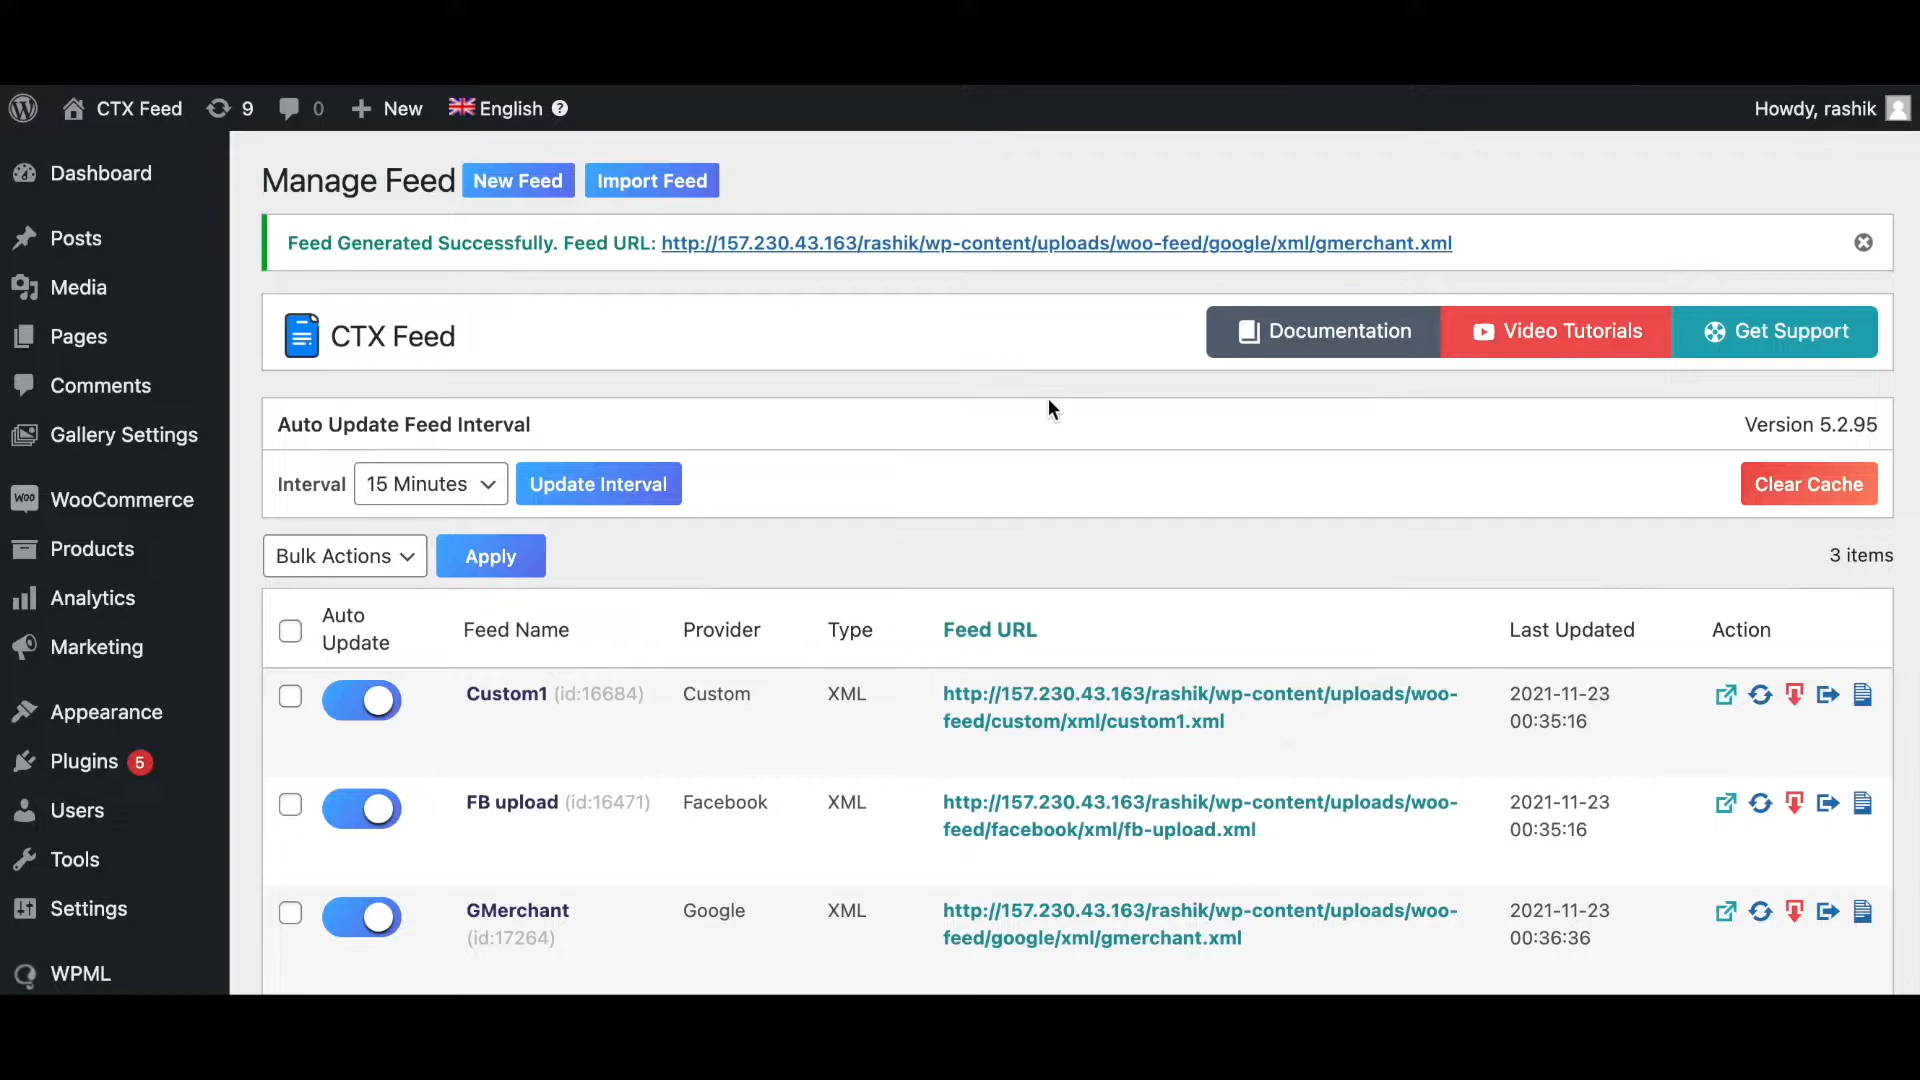 CTX Feed 9 0 New English Howdy, rashik
Dashboard
Posts
Media
Pages
Comments
Gallery Settings
WOO WooCommerce
Products
Analytics
Marketing
Appearance
Plugins 5
Users
Tools
Settings
WPML
Manage Feed New Feed Import Feed
Feed Generated Successfully. Feed URL: http://157.230.43.163/rashik/wp-content/uploads/woo-feed/google/xml/gmerchant.xml
CTX Feed Documentation Video Tutorials Get Support
Auto Update Feed Interval Version 5.2.95
Interval 15 Minutes Update Interval Clear Cache
Bulk Actions Apply 3 items
Auto Update Feed Name Provider Type Feed URL Last Updated Action
Custom1 (id:16684) Custom XML http://157.230.43.163/rashik/wp-content/uploads/woo- 2021-11-23
feed/custom/xml/custom1.xml 00:35:16
FB upload (id:16471) Facebook XML http://157.230.43.163/rashik/wp-content/uploads/woo- 2021-11-23
feed/facebook/xml/fb-upload.xml 00:35:16
GMerchant Google XML http://157.230.43.163/rashik/wp-content/uploads/woo- 2021-11-23
(id:17264) feed/google/xml/gmerchant.xml 00:36:36